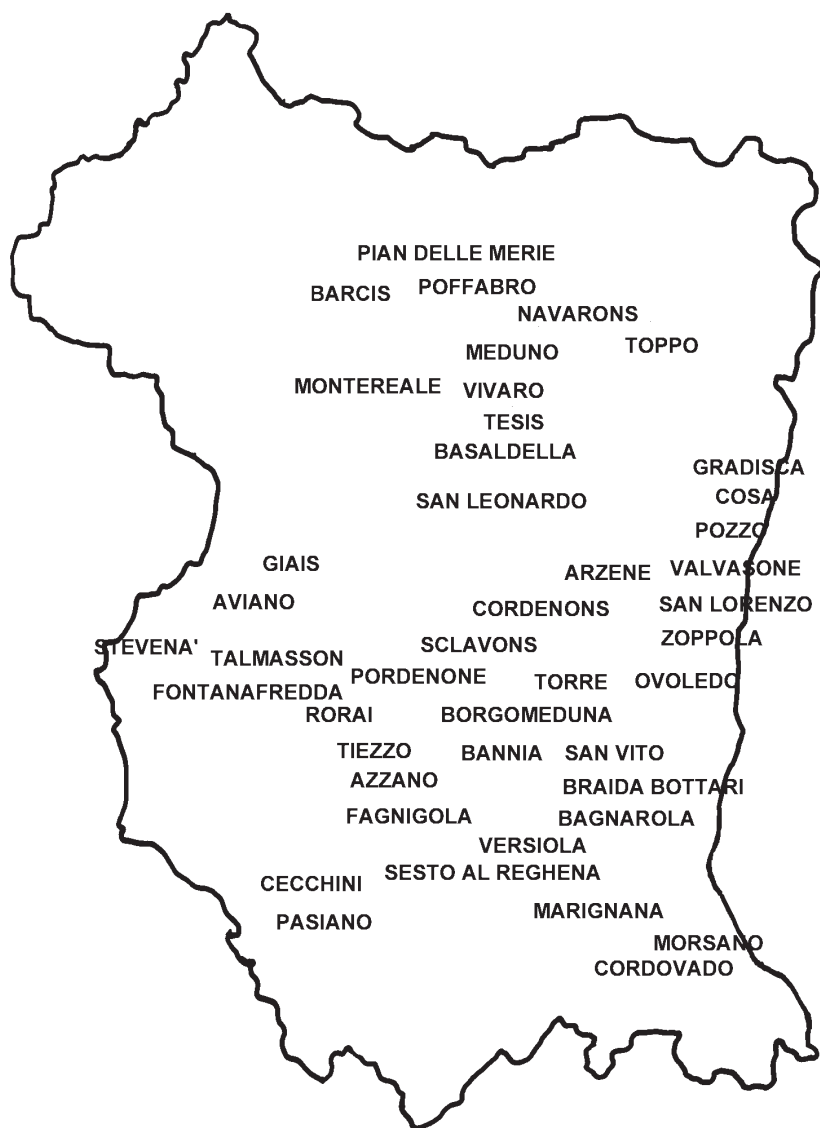 PIAN DELLE MERIE
BARCIS
POFFABRO
NAVARONS
TOPPO
MEDUNO
MONTEREALE
VIVARO
TESIS
BASALDELLA
GRADISCA
SAN LEONARDO
COSA
POZZO
GIAIS
ARZENE
VALVASONE
AVIANO
CORDENONS
SAN LORENZO
STEVENA'
TALMASSON
SCLAVONS
ZOPPOLA
FONTANAFREDDA
PORDENONE
TORRE
OVOLEDO
RORAI
BORGOMEDUNA
TIEZZO
BANNIA
SAN VITO
AZZANO
BRAIDA BOTTARI
FAGNIGOLA
BAGNAROLA
VERSIOLA
CECCHINI
SESTO AL REGHENA
PASIANO
MARIGNANA
MORSANO
CORDOVADO